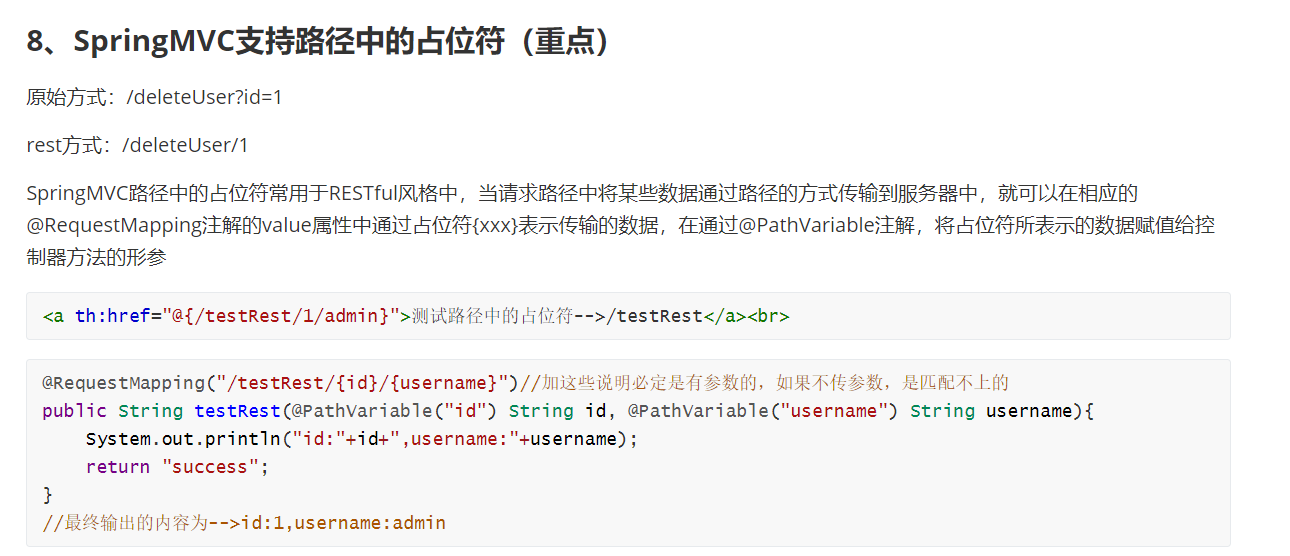 8、SpringMVC支持路径中的占位符（重点）
原始方式：/deleteUser?id=1
rest方式：/deleteUser/1
SpringMVC路径中的占位符常用于RESTful风格中，当请求路径中将某些数据通过路径的方式传输到服务器中，就可以在相应的
@RequestMapping注解的value属性中通过占位符{xxx}表示传输的数据，在通过@PathVariable注解，将占位符所表示的数据赋值给控
制器方法的形参
<a th:href="@{/testRest/1/admin}">测试路径中的占位符-->/testRest</a><br>
@RequestMapping("/testRest/{id}/{username}")//加这些说明必定是有参数的，如果不传参数，是匹配不上的
public String testRest(@PathVariable("id") String id, @PathVariable("username") String username){
    System.out.println("id:"+id+",username:"+username);
    return "success";
}
//最终输出的内容为-->id:1,username:admin